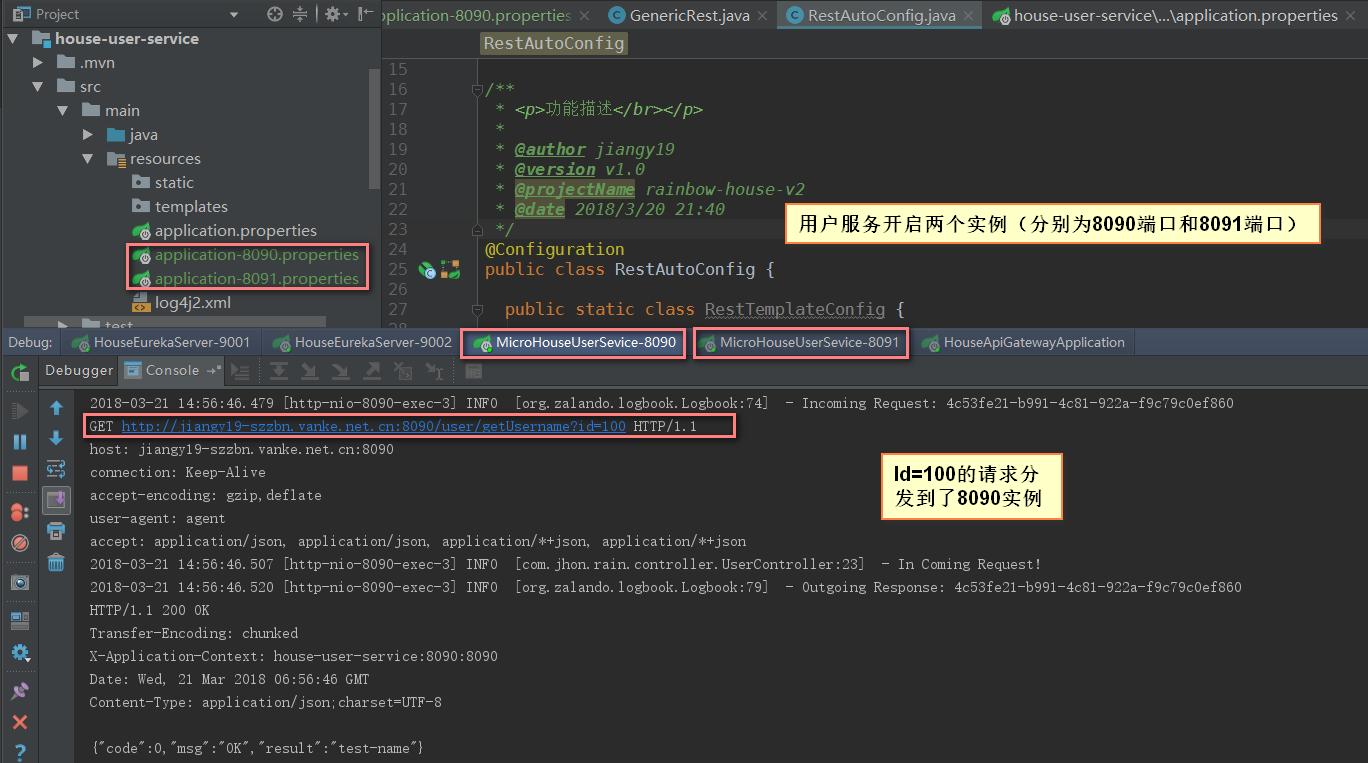 Project
application-8090.properties
GenericRest.java
RestAutoConfig.java
house-user-service\...\application.properties
house-user-service
.mvn
src
main
java
resources
static
templates
application.properties
application-8090.properties
application-8091.properties
log4j2.xml
test
RestAutoConfig
15
16 /**
17 * <p>功能描述</br></p>
18 *
19 * @author jiangy19
20 * @version v1.0
21 * @projectName rainbow-house-v2
22 * @date 2018/3/20 21:40
23 */
24 @Configuration
25 public class RestAutoConfig {
26
27 public static class RestTemplateConfig {
28
用户服务开启两个实例（分别为8090端口和8091端口）
Debug:
HouseEurekaServer-9001
HouseEurekaServer-9002
MicroHouseUserSevice-8090
MicroHouseUserSevice-8091
HouseApiGatewayApplication
Debugger
Console
2018-03-21 14:56:46.479 [http-nio-8090-exec-3] INFO [org.zalando.logbook.Logbook:74] - Incoming Request: 4c53fe21-b991-4c81-922a-f9c79c0ef860
GET http://jiangy19-szzbn.vanke.net.cn:8090/user/getUsername?id=100 HTTP/1.1
host: jiangy19-szzbn.vanke.net.cn:8090
connection: Keep-Alive
accept-encoding: gzip,deflate
user-agent: agent
accept: application/json, application/json, application/*+json, application/*+json
2018-03-21 14:56:46.507 [http-nio-8090-exec-3] INFO [com.jhon.rain.controller.UserController:23] - In Coming Request!
2018-03-21 14:56:46.520 [http-nio-8090-exec-3] INFO [org.zalando.logbook.Logbook:79] - Outgoing Response: 4c53fe21-b991-4c81-922a-f9c79c0ef860
HTTP/1.1 200 OK
Transfer-Encoding: chunked
X-Application-Context: house-user-service:8090:8090
Date: Wed, 21 Mar 2018 06:56:46 GMT
Content-Type: application/json;charset=UTF-8
{"code":0,"msg":"OK","result":"test-name"}
Id=100的请求分
发到了8090实例